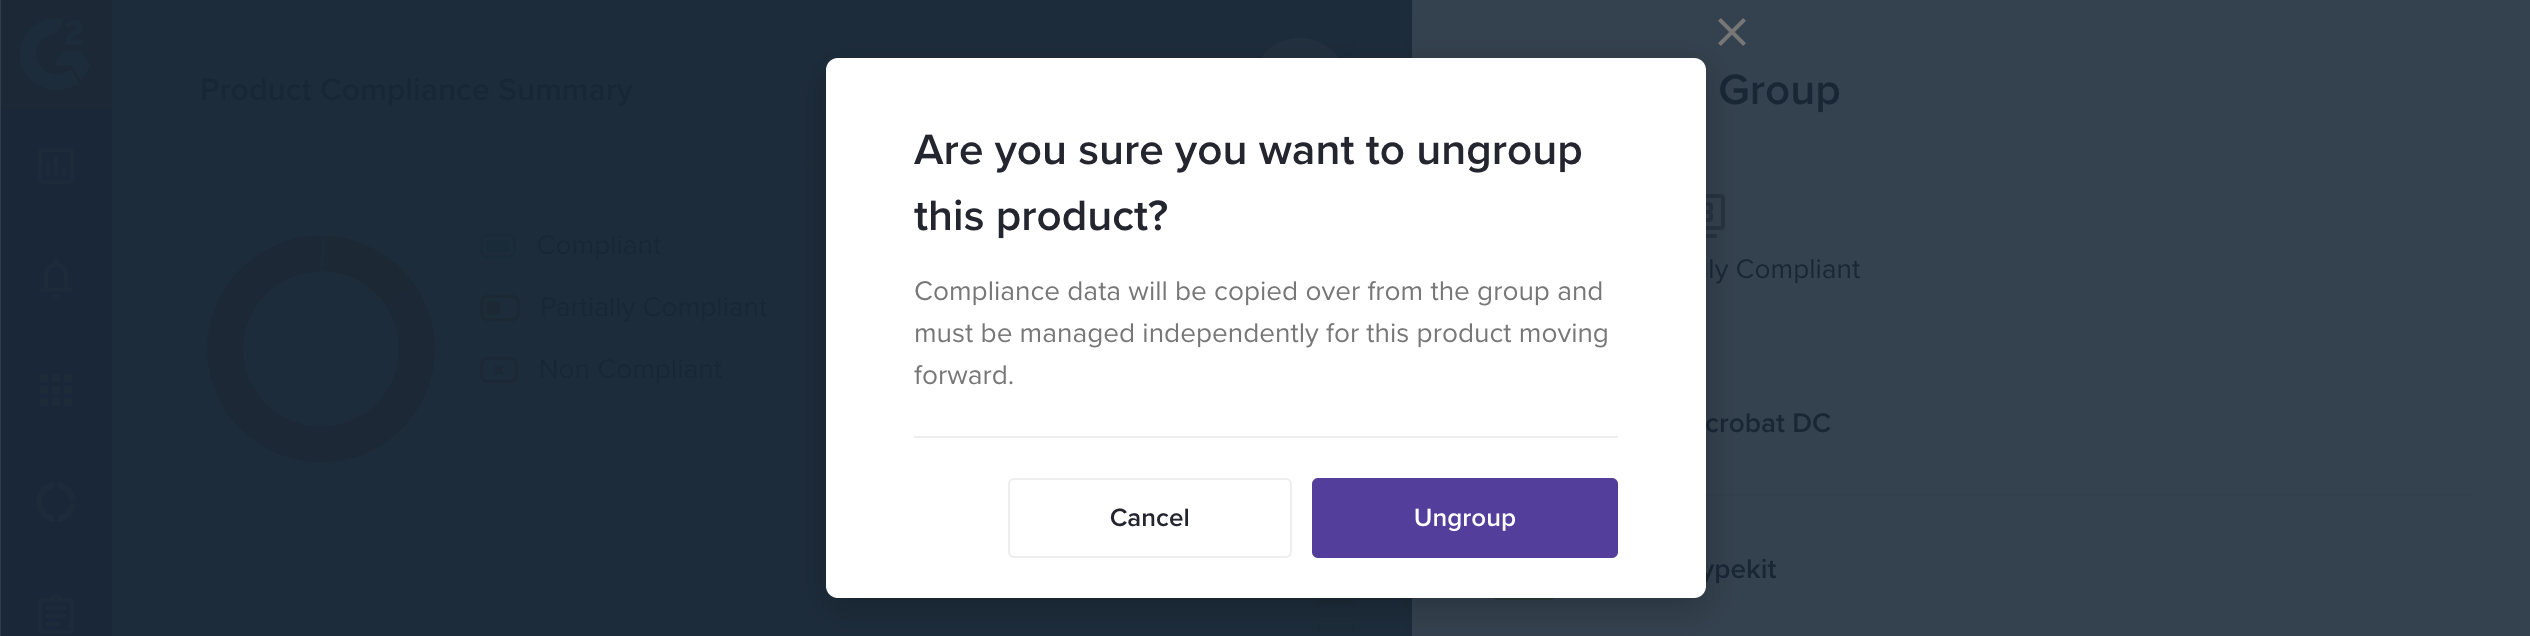 Product Compliance Summary
Compliant
Partially Compliant
Non Compliant
Are you sure you want to ungroup
this product?
Compliance data will be copied over from the group and
must be managed independently for this product moving
forward.
Cancel
Ungroup
Group
ly Compliant
crobat DC
ypekit